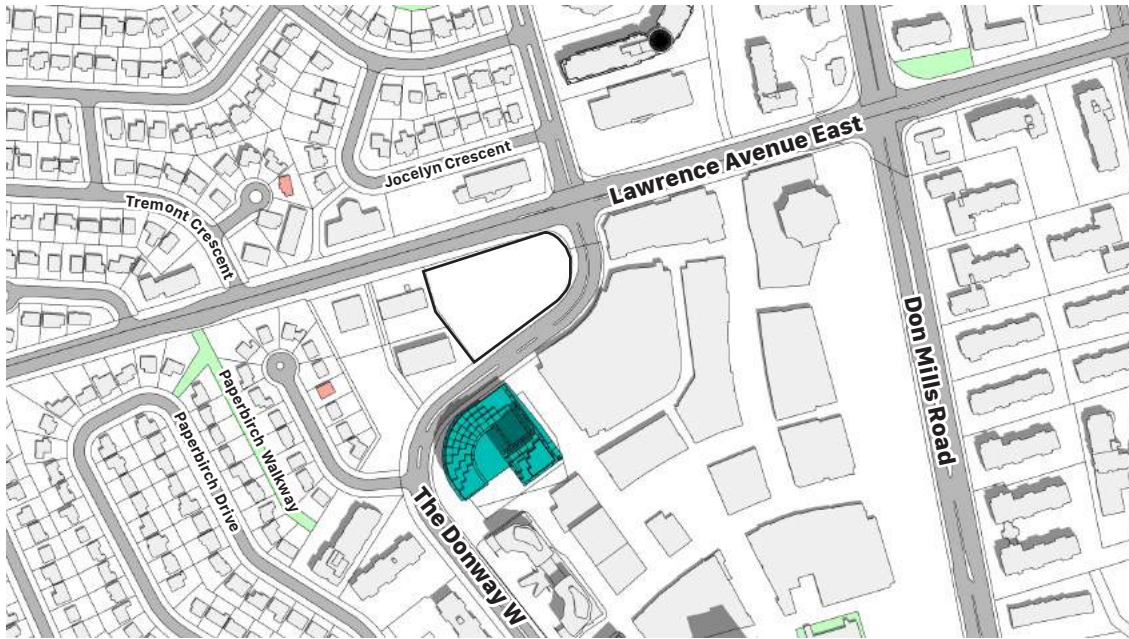 Lawrence Avenue East
Jocelyn Crescent
Tremont Crescent
Don Mills Road
Paperbirch Walkway
Paperbirch Drive
The Donway W